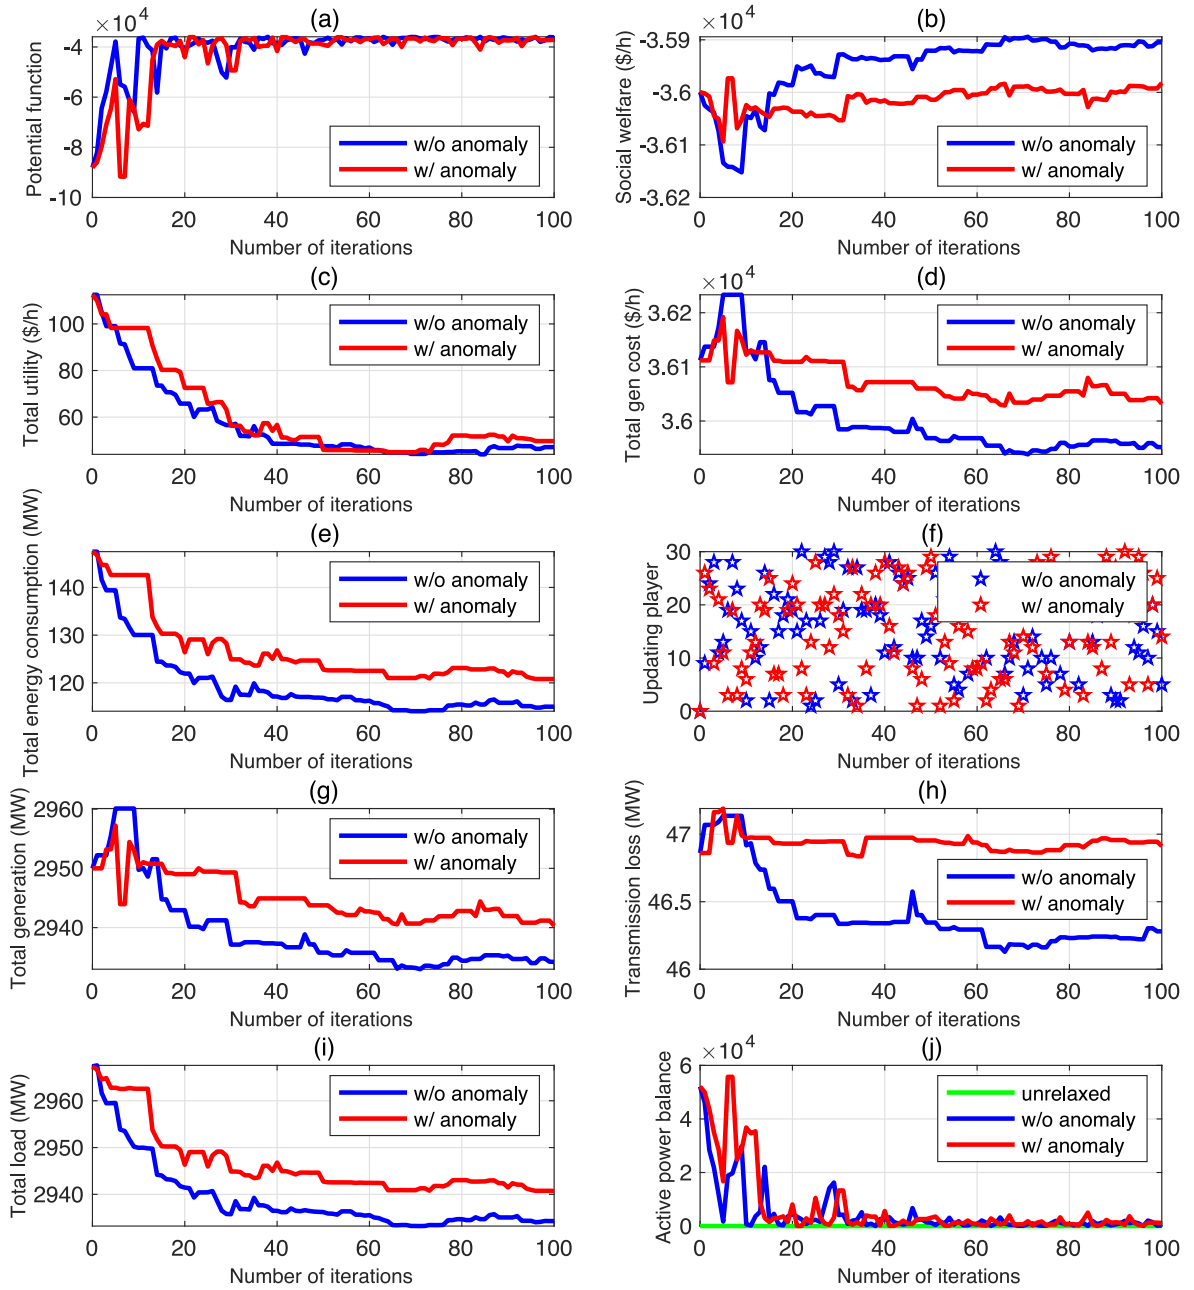 ×10⁴ (a)
Potential function
-4
-6
-8
-10
w/o anomaly
w/ anomaly
0 20 40 60 80 100
Number of iterations
×10⁴ (b)
Social welfare ($/h)
-3.59
-3.6
-3.61
-3.62
w/o anomaly
w/ anomaly
0 20 40 60 80 100
Number of iterations
(c)
Total utility ($/h)
100
80
60
w/o anomaly
w/ anomaly
0 20 40 60 80 100
Number of iterations
×10⁴ (d)
Total gen cost ($/h)
3.62
3.61
3.6
w/o anomaly
w/ anomaly
0 20 40 60 80 100
Number of iterations
(e)
Total energy consumption (MW)
140
130
120
w/o anomaly
w/ anomaly
0 20 40 60 80 100
Number of iterations
(f)
Updating player
30
20
10
0
w/o anomaly
w/ anomaly
0 20 40 60 80 100
Number of iterations
(g)
Total generation (MW)
2960
2950
2940
w/o anomaly
w/ anomaly
0 20 40 60 80 100
Number of iterations
(h)
Transmission loss (MW)
47
46.5
46
w/o anomaly
w/ anomaly
0 20 40 60 80 100
Number of iterations
(i)
Total load (MW)
2960
2950
2940
w/o anomaly
w/ anomaly
0 20 40 60 80 100
Number of iterations
×10⁴ (j)
Active power balance
6
4
2
0
unrelaxed
w/o anomaly
w/ anomaly
0 20 40 60 80 100
Number of iterations